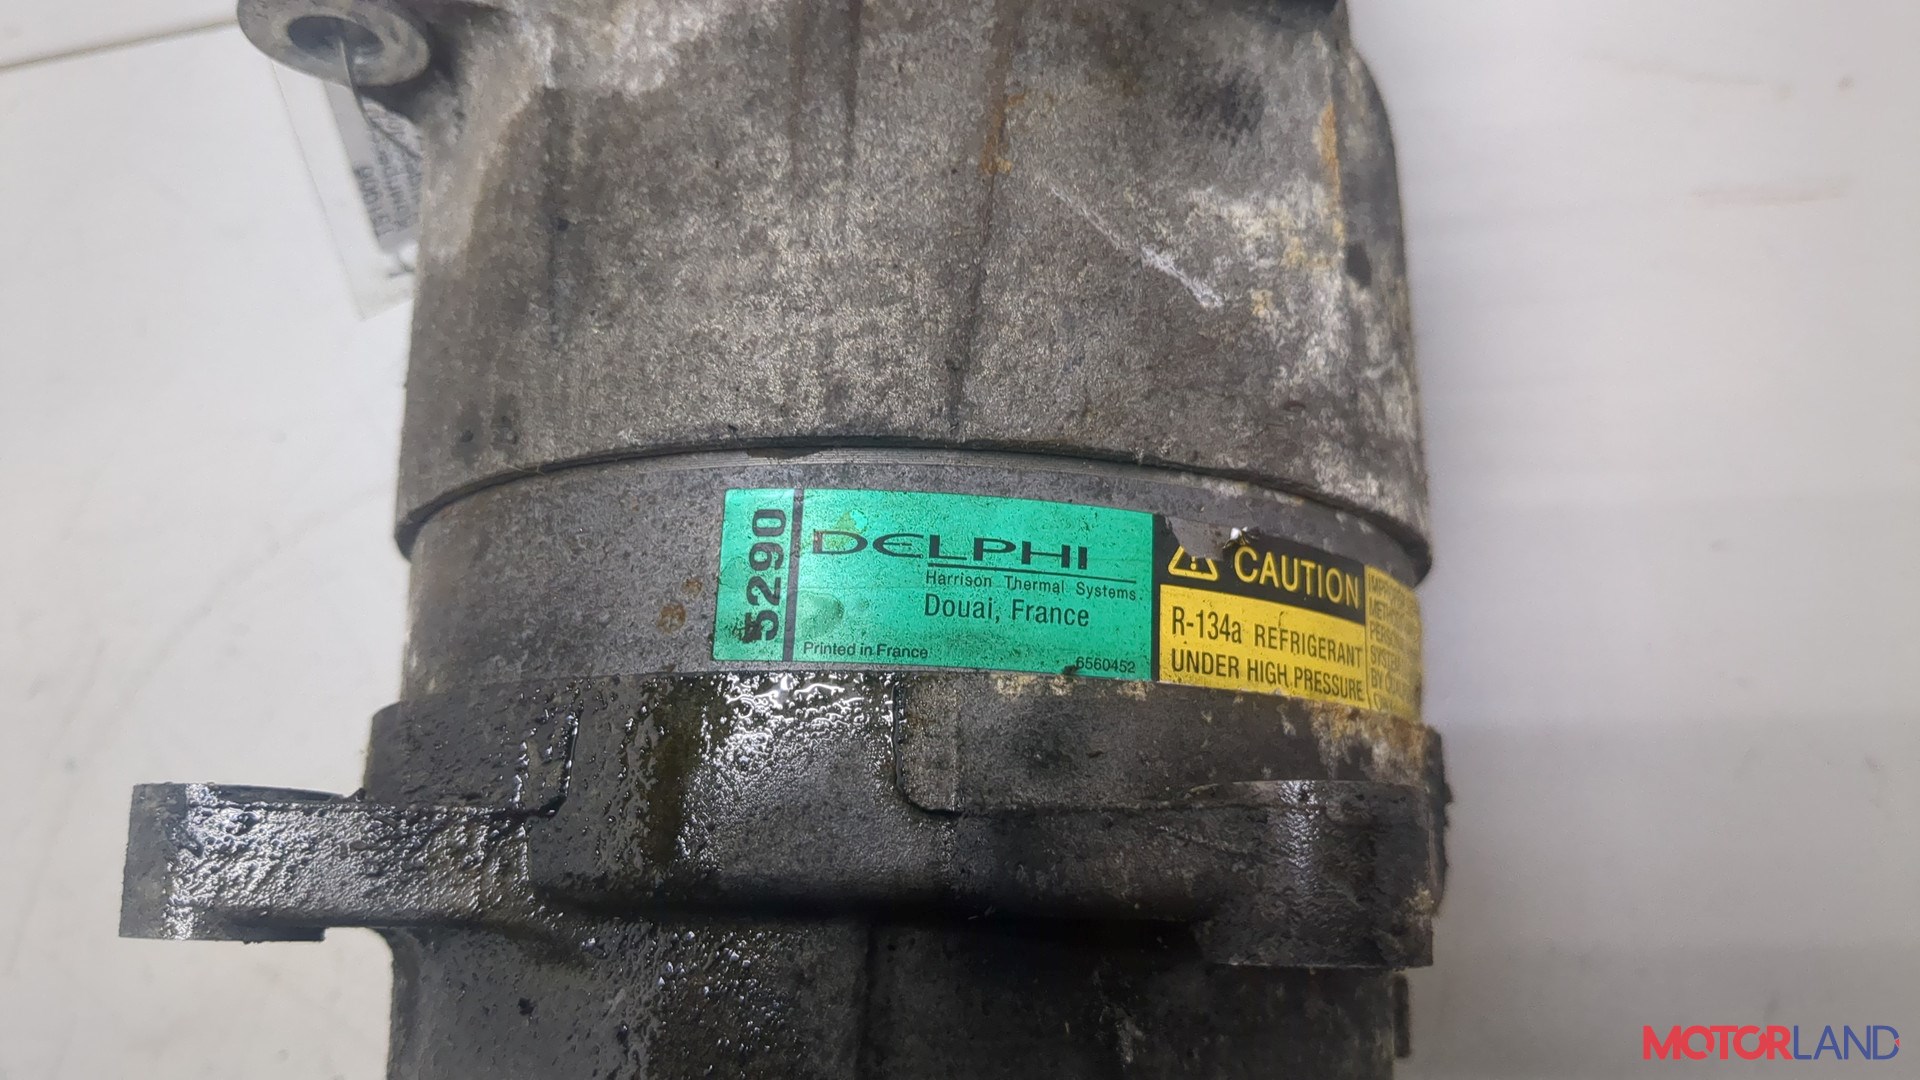 5290
DELPHI
Harrison Thermal Systems
Douai, France
Printed in France
6560452
CAUTION
R-134a REFRIGERANT
UNDER HIGH PRESSURE
MOTORLAND